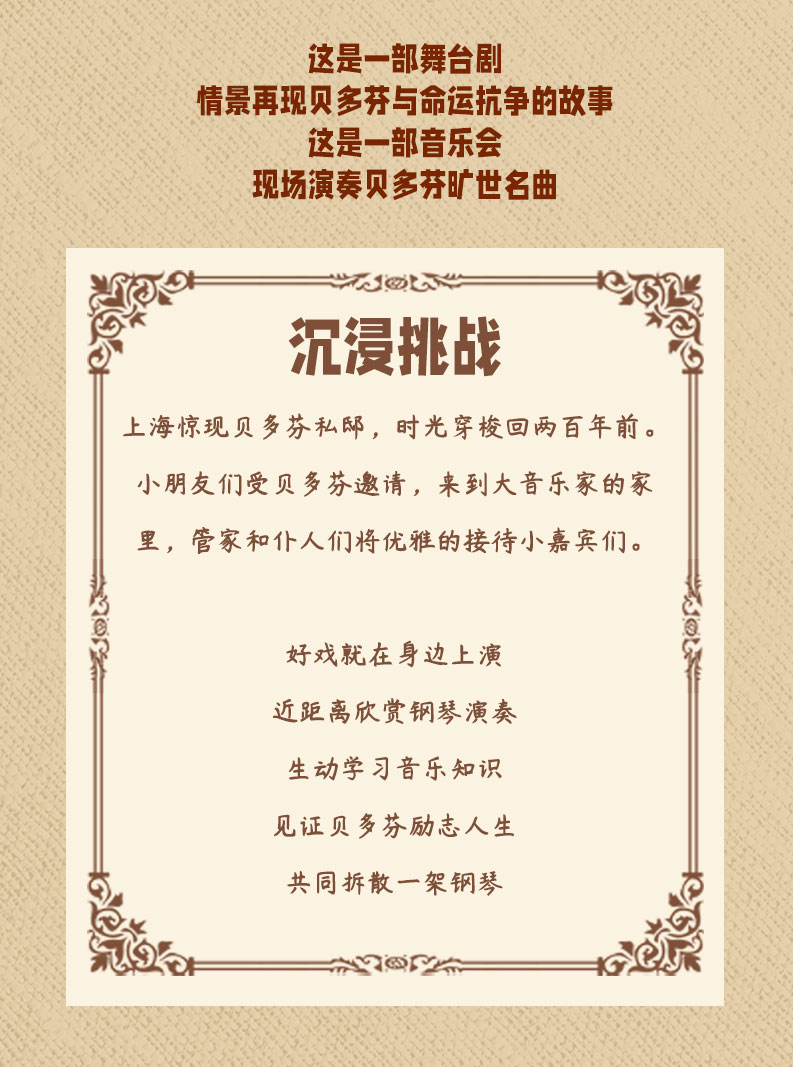 这是一部舞台剧
情景再现贝多芬与命运抗争的故事
这是一部音乐会
现场演奏贝多芬旷世名曲
沉浸挑战
上海惊现贝多芬私邸，时光穿梭回两百年前。
小朋友们受贝多芬邀请，来到大音乐家的家
里，管家和仆人们将优雅的接待小嘉宾们。
好戏就在身边上演
近距离欣赏钢琴演奏
生动学习音乐知识
见证贝多芬励志人生
共同拆散一架钢琴